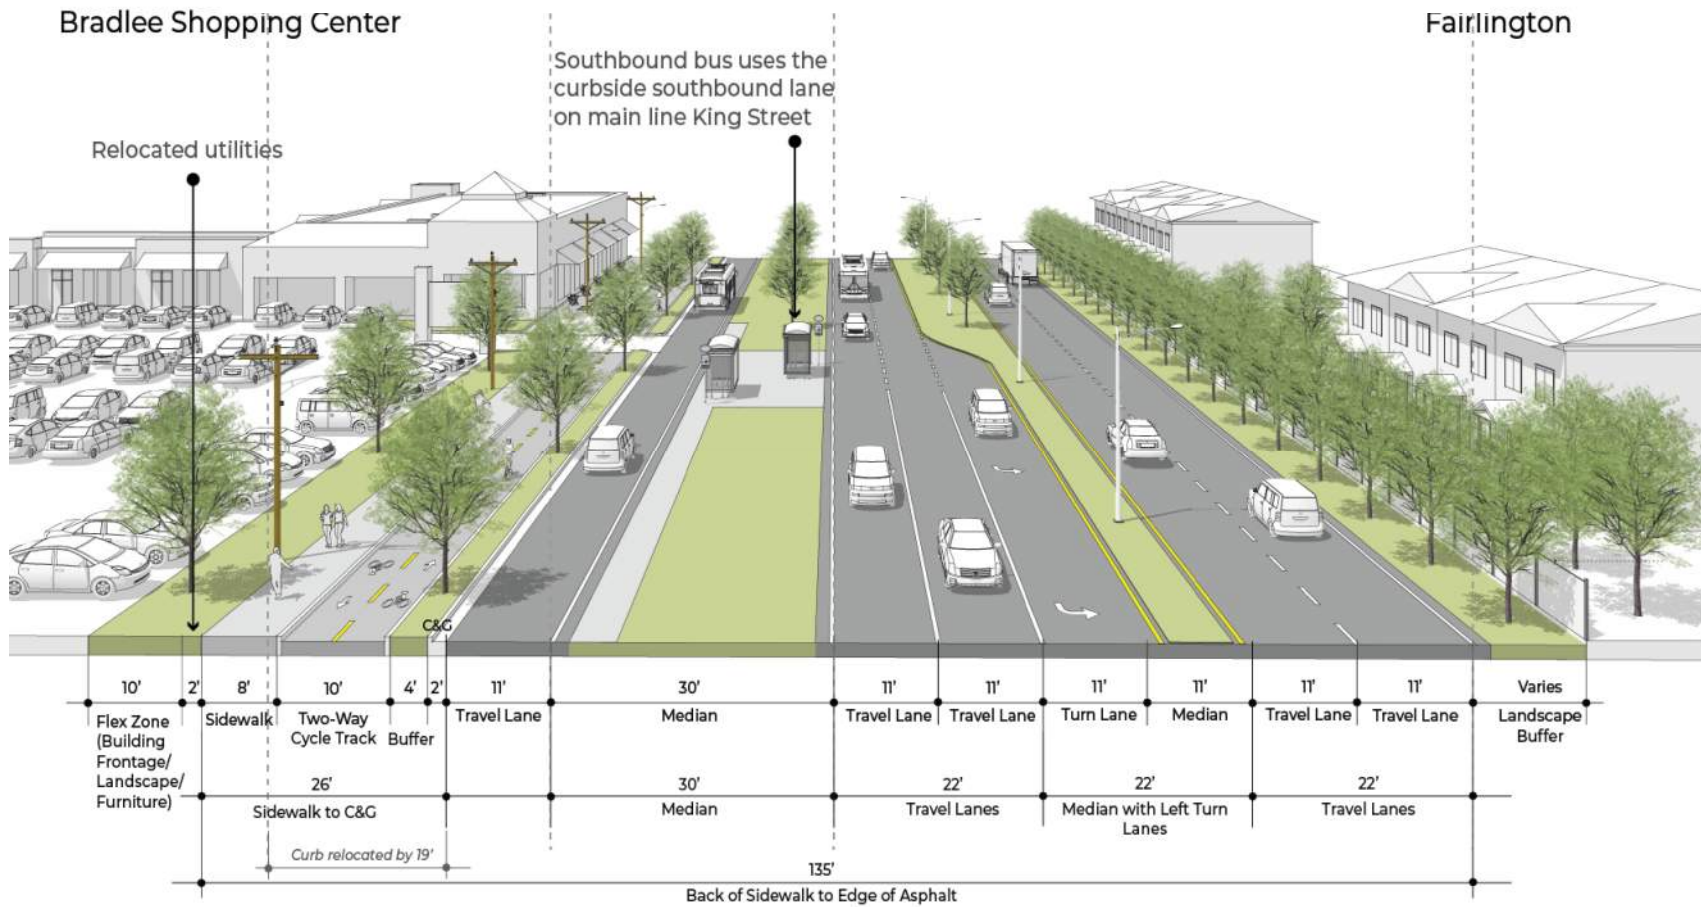 Bradlee Shopping Center
Fairlington
Southbound bus uses the
curbside southbound lane
on main line King Street
Relocated utilities
C&G
10'
2'
8'
10'
4'
2'
11'
30'
11'
11'
11'
11'
11'
11'
Varies
Flex Zone
(Building
Frontage/
Landscape/
Furniture)
Sidewalk
Two-Way
Cycle Track
Buffer
Travel Lane
Median
Travel Lane
Travel Lane
Turn Lane
Median
Travel Lane
Travel Lane
Landscape
Buffer
26'
Sidewalk to C&G
30'
Median
22'
Travel Lanes
22'
Median with Left Turn
Lanes
22'
Travel Lanes
Curb relocated by 19'
135'
Back of Sidewalk to Edge of Asphalt